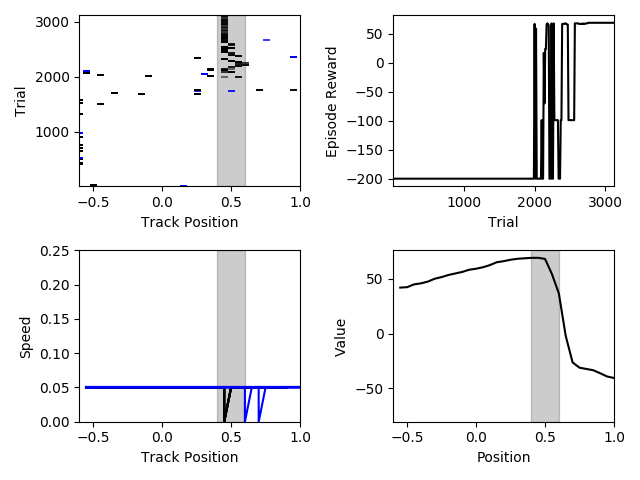 3000
2000
1000
Trial
−0.5 0.0 0.5 1.0
Track Position
50
0
−50
−100
−150
−200
Episode Reward
1000 2000 3000
Trial
0.25
0.20
0.15
0.10
0.05
0.00
Speed
−0.5 0.0 0.5 1.0
Track Position
50
0
−50
Value
−0.5 0.0 0.5 1.0
Position